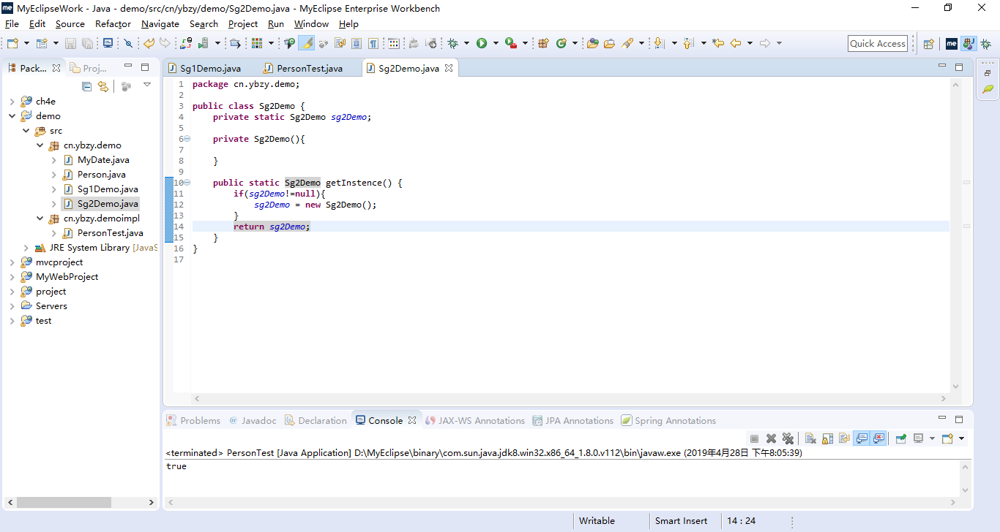 MyEclipseWork - Java - demo/src/cn/ybzy/demo/Sg2Demo.java - MyEclipse Enterprise Workbench
File Edit Source Refactor Navigate Search Project Run Window Help
Quick Access
Pack... Proj...
ch4e
demo
src
cn.ybzy.demo
MyDate.java
Person.java
Sg1Demo.java
Sg2Demo.java
cn.ybzy.demoimpl
PersonTest.java
JRE System Library [JavaS
mvcproject
MyWebProject
project
Servers
test
Sg1Demo.java PersonTest.java Sg2Demo.java
1 package cn.ybzy.demo;
2
3 public class Sg2Demo {
4 private static Sg2Demo sg2Demo;
5
6 private Sg2Demo(){
7
8 }
9
10 public static Sg2Demo getInstence() {
11 if(sg2Demo!=null){
12 sg2Demo = new Sg2Demo();
13 }
14 return sg2Demo;
15 }
16 }
17
Problems @ Javadoc Declaration Console JAX-WS Annotations JPA Annotations Spring Annotations
<terminated> PersonTest [Java Application] D:\MyEclipse\binary\com.sun.java.jdk8.win32.x86_64_1.8.0.v112\bin\javaw.exe (2019年4月28日 下午8:05:39)
true
Writable Smart Insert 14 : 24